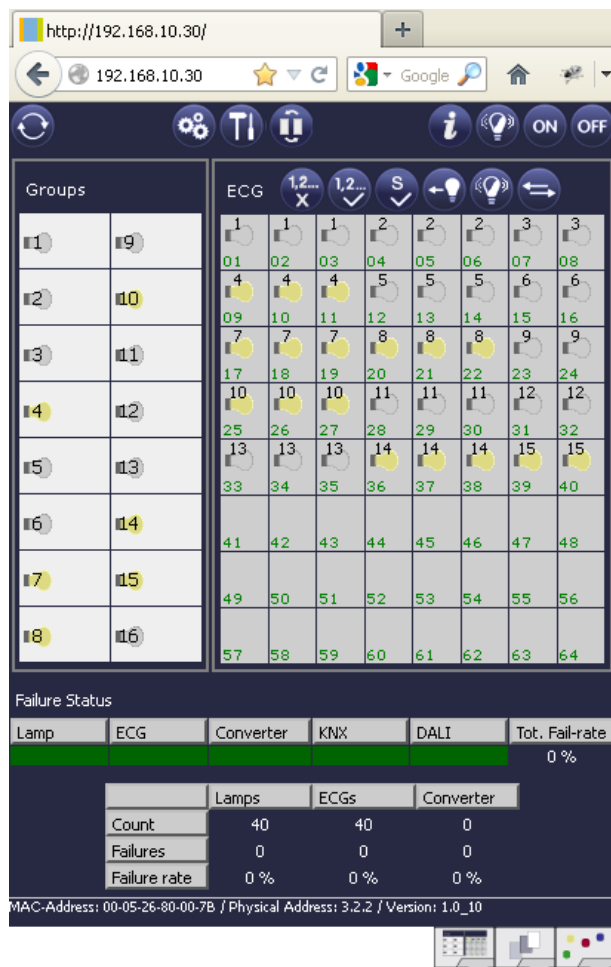 http://192.168.10.30/ +
192.168.10.30 Google
i ON OFF
Groups
ECG 1,2... X 1,2... S
1 9
2 10
3 11
4 12
5 13
6 14
7 15
8 16
1 1 1 2 2 2 3 3
01 02 03 04 05 06 07 08
4 4 4 5 5 5 6 6
09 10 11 12 13 14 15 16
7 7 7 8 8 8 9 9
17 18 19 20 21 22 23 24
10 10 10 11 11 11 12 12
25 26 27 28 29 30 31 32
13 13 13 14 14 14 15 15
33 34 35 36 37 38 39 40
41 42 43 44 45 46 47 48
49 50 51 52 53 54 55 56
57 58 59 60 61 62 63 64
Failure Status
Lamp ECG Converter KNX DALI Tot. Fail-rate
0 %
Lamps ECGs Converter
Count 40 40 0
Failures 0 0 0
Failure rate 0 % 0 % 0 %
MAC-Address: 00-05-26-80-00-7B / Physical Address: 3.2.2 / Version: 1.0_10